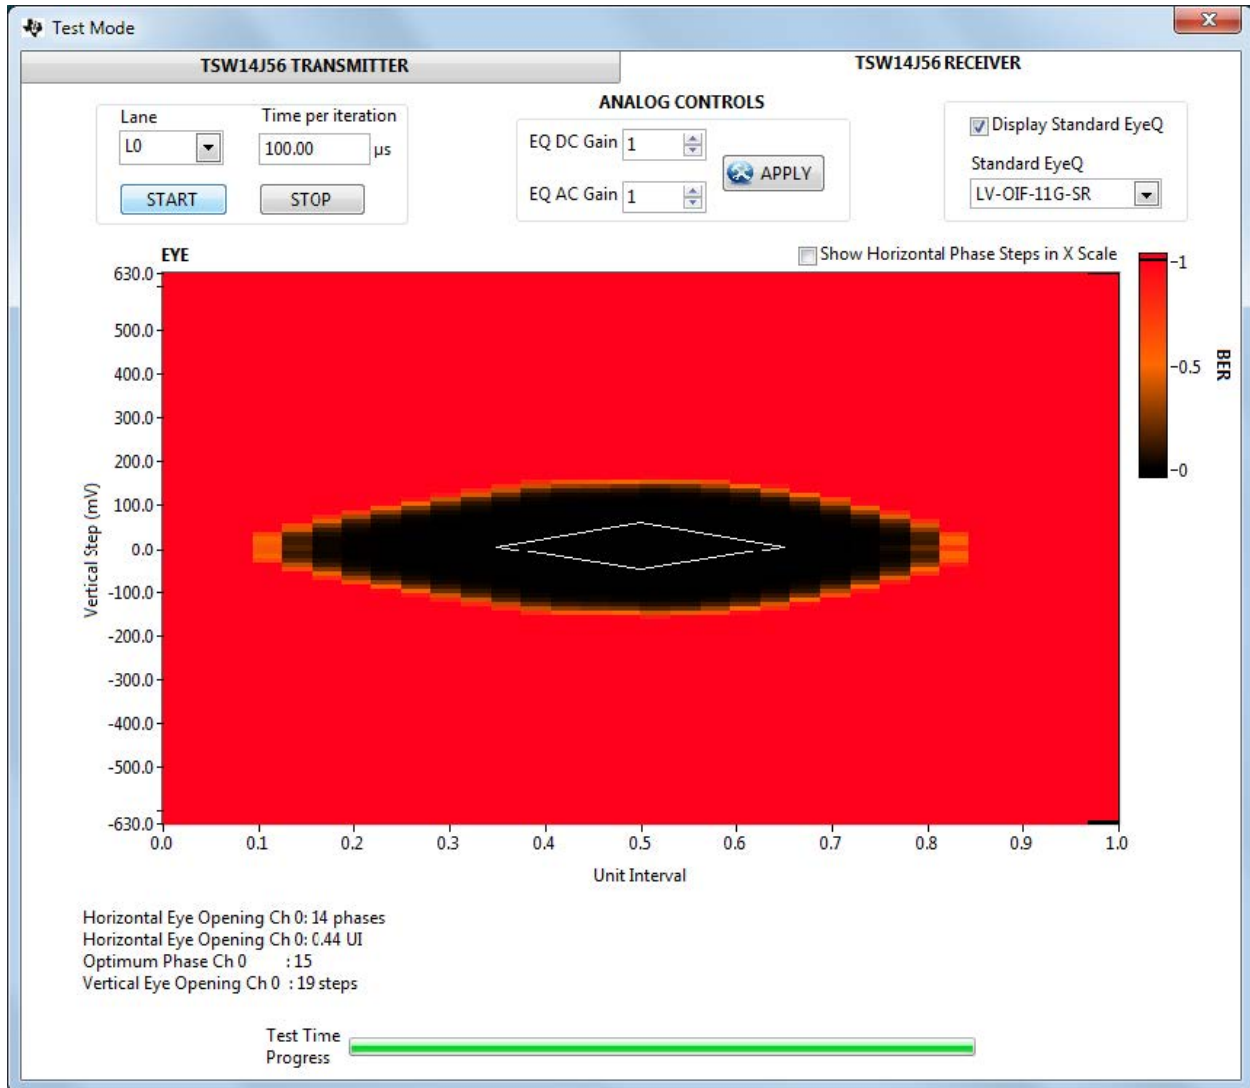 Test Mode
TSW14J56 TRANSMITTER
TSW14J56 RECEIVER
Lane
Time per iteration
L0
100.00 µs
START
STOP
ANALOG CONTROLS
EQ DC Gain 1
EQ AC Gain 1
APPLY
Display Standard EyeQ
Standard EyeQ
LV-OIF-11G-SR
EYE
Show Horizontal Phase Steps in X Scale
630.0
500.0
400.0
300.0
200.0
100.0
0.0
-100.0
-200.0
-300.0
-400.0
-500.0
-630.0
Vertical Step (mV)
0.0 0.1 0.2 0.3 0.4 0.5 0.6 0.7 0.8 0.9 1.0
Unit Interval
1
0.5
0
BER
Horizontal Eye Opening Ch 0: 14 phases
Horizontal Eye Opening Ch 0: 0.44 UI
Optimum Phase Ch 0 : 15
Vertical Eye Opening Ch 0 : 19 steps
Test Time
Progress